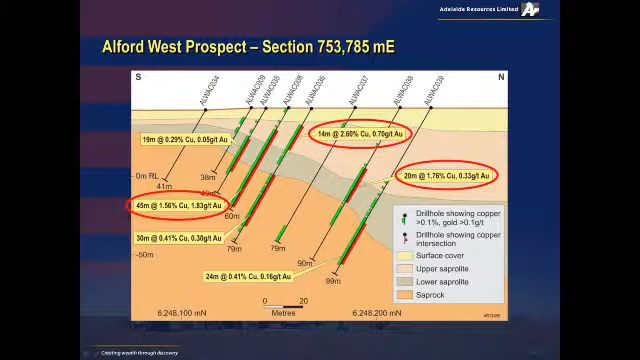 Adelaide Resources Limited
Alford West Prospect – Section 753,785 mE
S
N
ALWAC034
ALWAC009
ALWAC035
ALWAC008
ALWAC036
ALWAC037
ALWAC038
ALWAC039
19m @ 0.29% Cu, 0.05g/t Au
14m @ 2.60% Cu, 0.70g/t Au
20m @ 1.76% Cu, 0.33g/t Au
0m RL
41m
38m
45m @ 1.56% Cu, 1.83g/t Au
60m
30m @ 0.41% Cu, 0.30g/t Au
79m
79m
-50m
90m
24m @ 0.41% Cu, 0.16g/t Au
99m
Drillhole showing copper
>0.1%, gold >0.1g/t
Drillhole showing copper
intersection
Surface cover
Upper saprolite
Lower saprolite
Saprock
0 20
Metres
6.248.100 mN
6.248.200 mN
Creating wealth through discovery